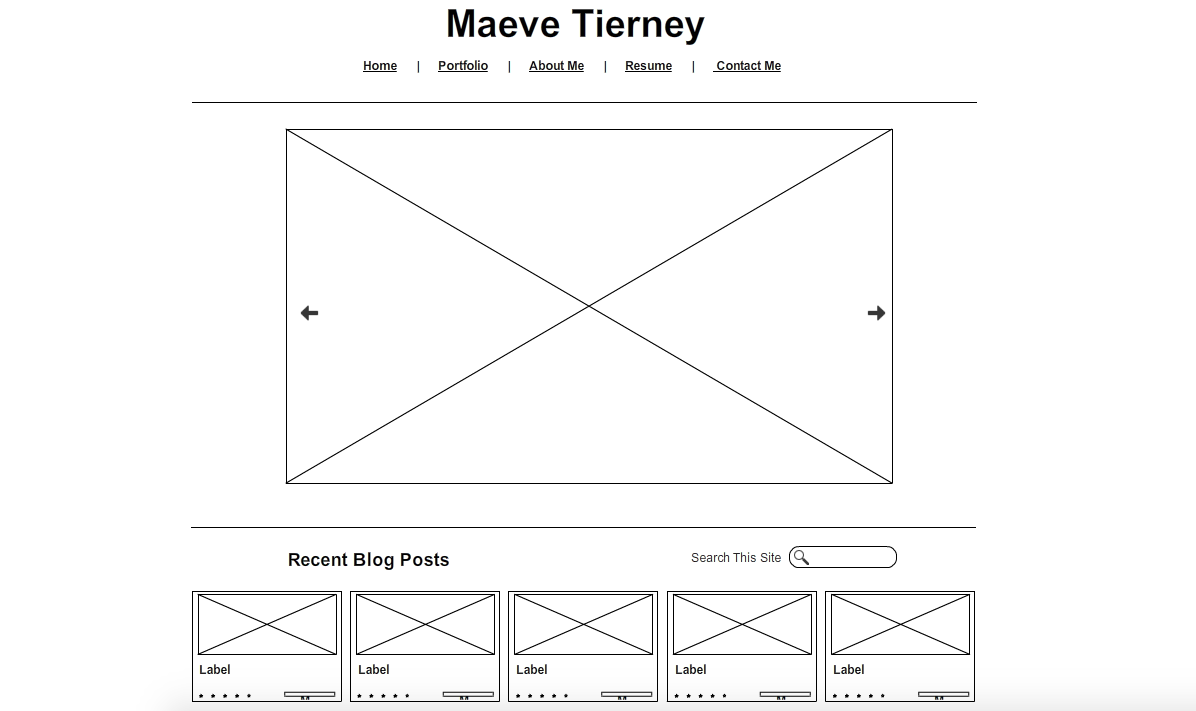 Maeve Tierney
Home | Portfolio | About Me | Resume | Contact Me
Recent Blog Posts
Search This Site
Label
Label
Label
Label
Label